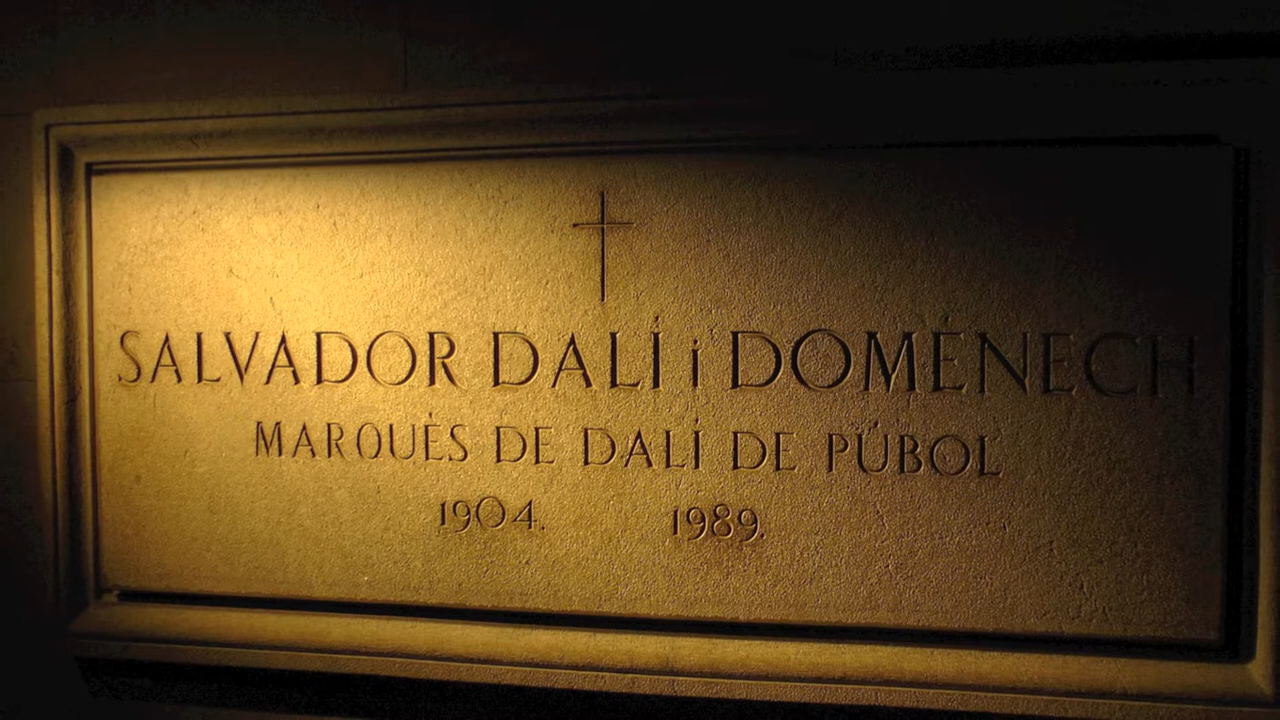 SALVADOR DALÍ i DOMÈNECH
MARQUÈS DE DALÍ DE PÚBOL
1904. 1989.